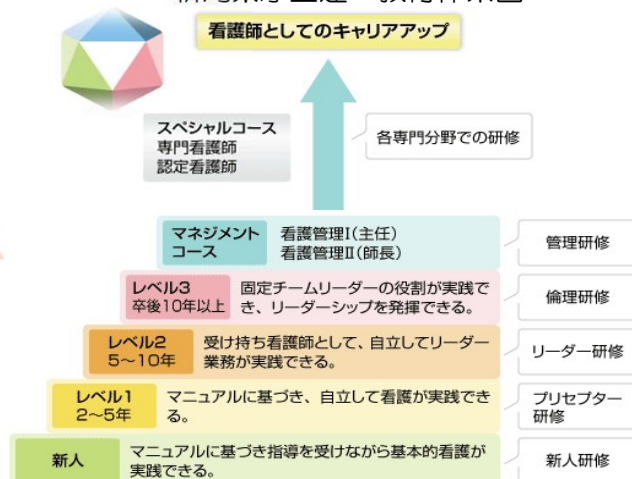 看護師としてのキャリアアップ
スペシャルコース
専門看護師
認定看護師
各専門分野での研修
マネジメント
コース
看護管理I(主任)
看護管理II(師長)
管理研修
レベル3
卒後10年以上
固定チームリーダーの役割が実践で
き、リーダーシップを発揮できる。
倫理研修
レベル2
5〜10年
受け持ち看護師として、自立してリーダー
業務が実践できる。
リーダー研修
レベル1
2〜5年
マニュアルに基づき、自立して看護が実践でき
る。
プリセプター
研修
新人
マニュアルに基づき指導を受けながら基本的看護が
実践できる。
新人研修